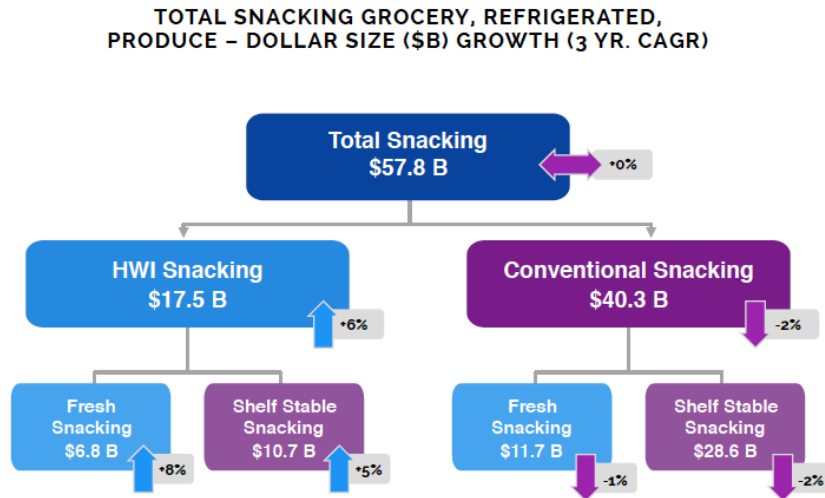 TOTAL SNACKING GROCERY, REFRIGERATED,
PRODUCE – DOLLAR SIZE ($B) GROWTH (3 YR. CAGR)
Total Snacking
$57.8 B
+0%
HWI Snacking
$17.5 B
+6%
Conventional Snacking
$40.3 B
-2%
Fresh
Snacking
$6.8 B
+8%
Shelf Stable
Snacking
$10.7 B
+5%
Fresh
Snacking
$11.7 B
-1%
Shelf Stable
Snacking
$28.6 B
-2%